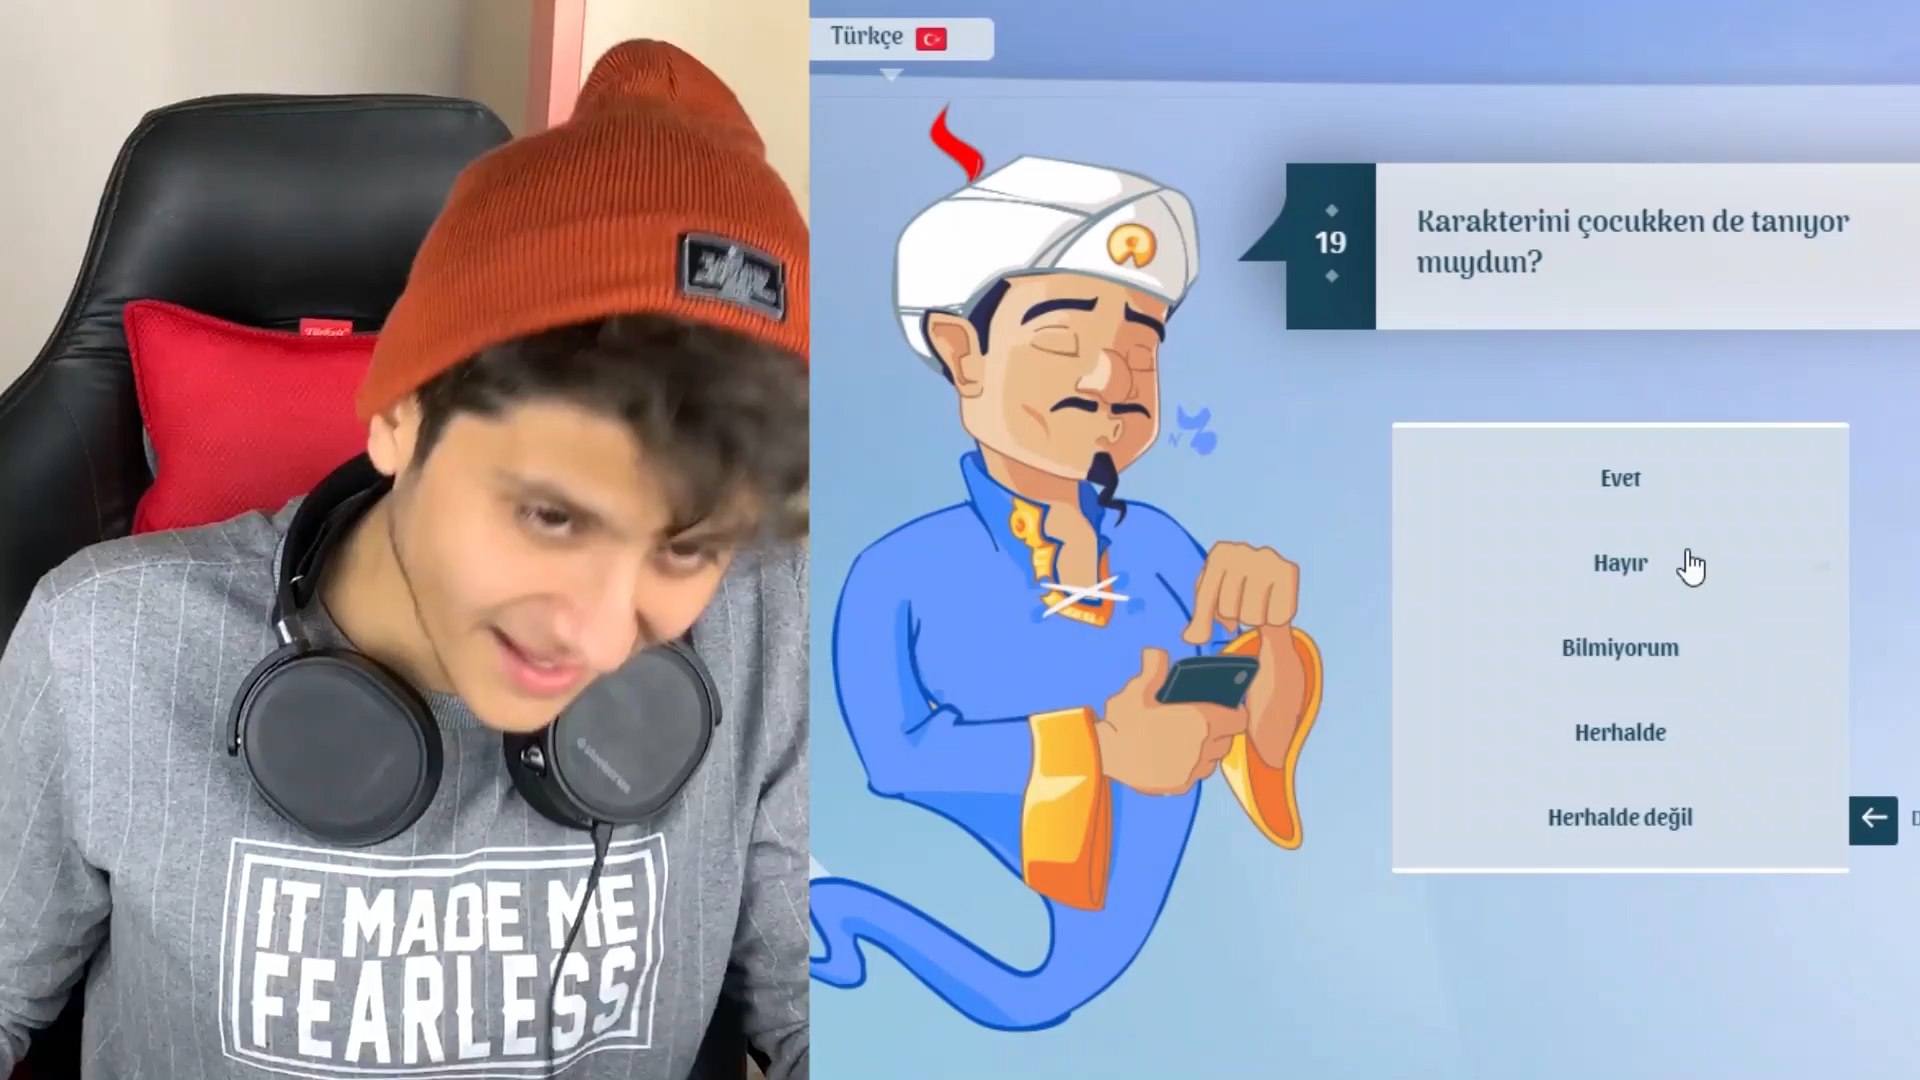 Türkçe
19
Karakterini çocukken de tanıyor
muydun?
Evet
Hayır
Bilmiyorum
Herhalde
Herhalde değil
IT MADE ME
FEARLESS